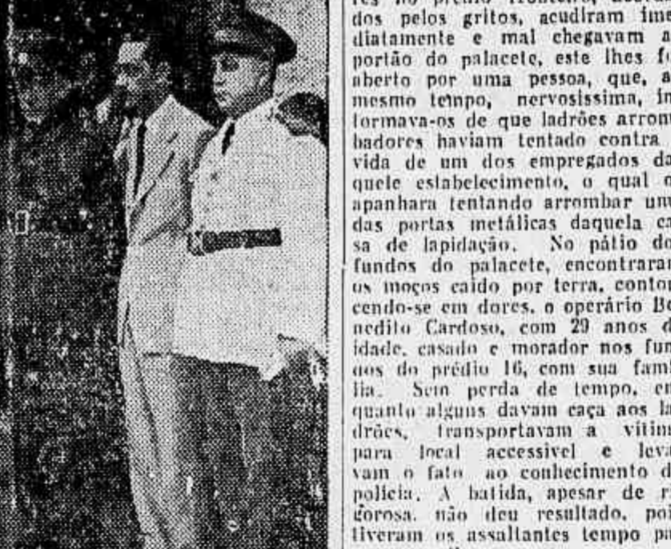 dos pelos gritos, acudiram ime
diatamente e mal chegavam a
portão do palacete, este lhes f
aberto por uma pessoa, que, a
mesmo tempo, nervosissima, in
formava-os de que ladrões arrom
badores haviam tentado contra
vida de um dos empregados da
quele estabelecimento, o qual o
apanhara tentando arrombar um
das portas metálicas daquela ca
sa de lapidação. No pátio do
fundos do palacete, encontraram
os moços caido por terra, contor
cendo-se em dores, o operário Be
nedito Cardoso, com 29 anos d
idade, casado e morador nos fun
dos do prédio 16, com sua famí
lia. Sem perda de tempo, en
quanto alguns davam caça aos la
drões, transportavam a vítim
para local accessivel e leva
vam o fato ao conhecimento d
polícia. A batida, apesar de ri
gorosa, não deu resultado, poi
tiveram os assaltantes tempo pa